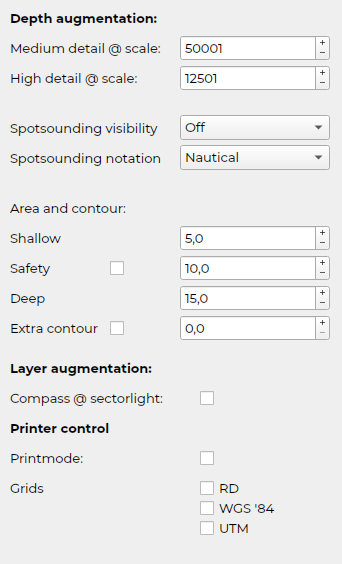 Depth augmentation:
Medium detail @ scale: 50001
High detail @ scale: 12501
Spotsounding visibility Off
Spotsounding notation Nautical
Area and contour:
Shallow 5,0
Safety 10,0
Deep 15,0
Extra contour 0,0
Layer augmentation:
Compass @ sectorlight:
Printer control
Printmode:
Grids RD
WGS '84
UTM